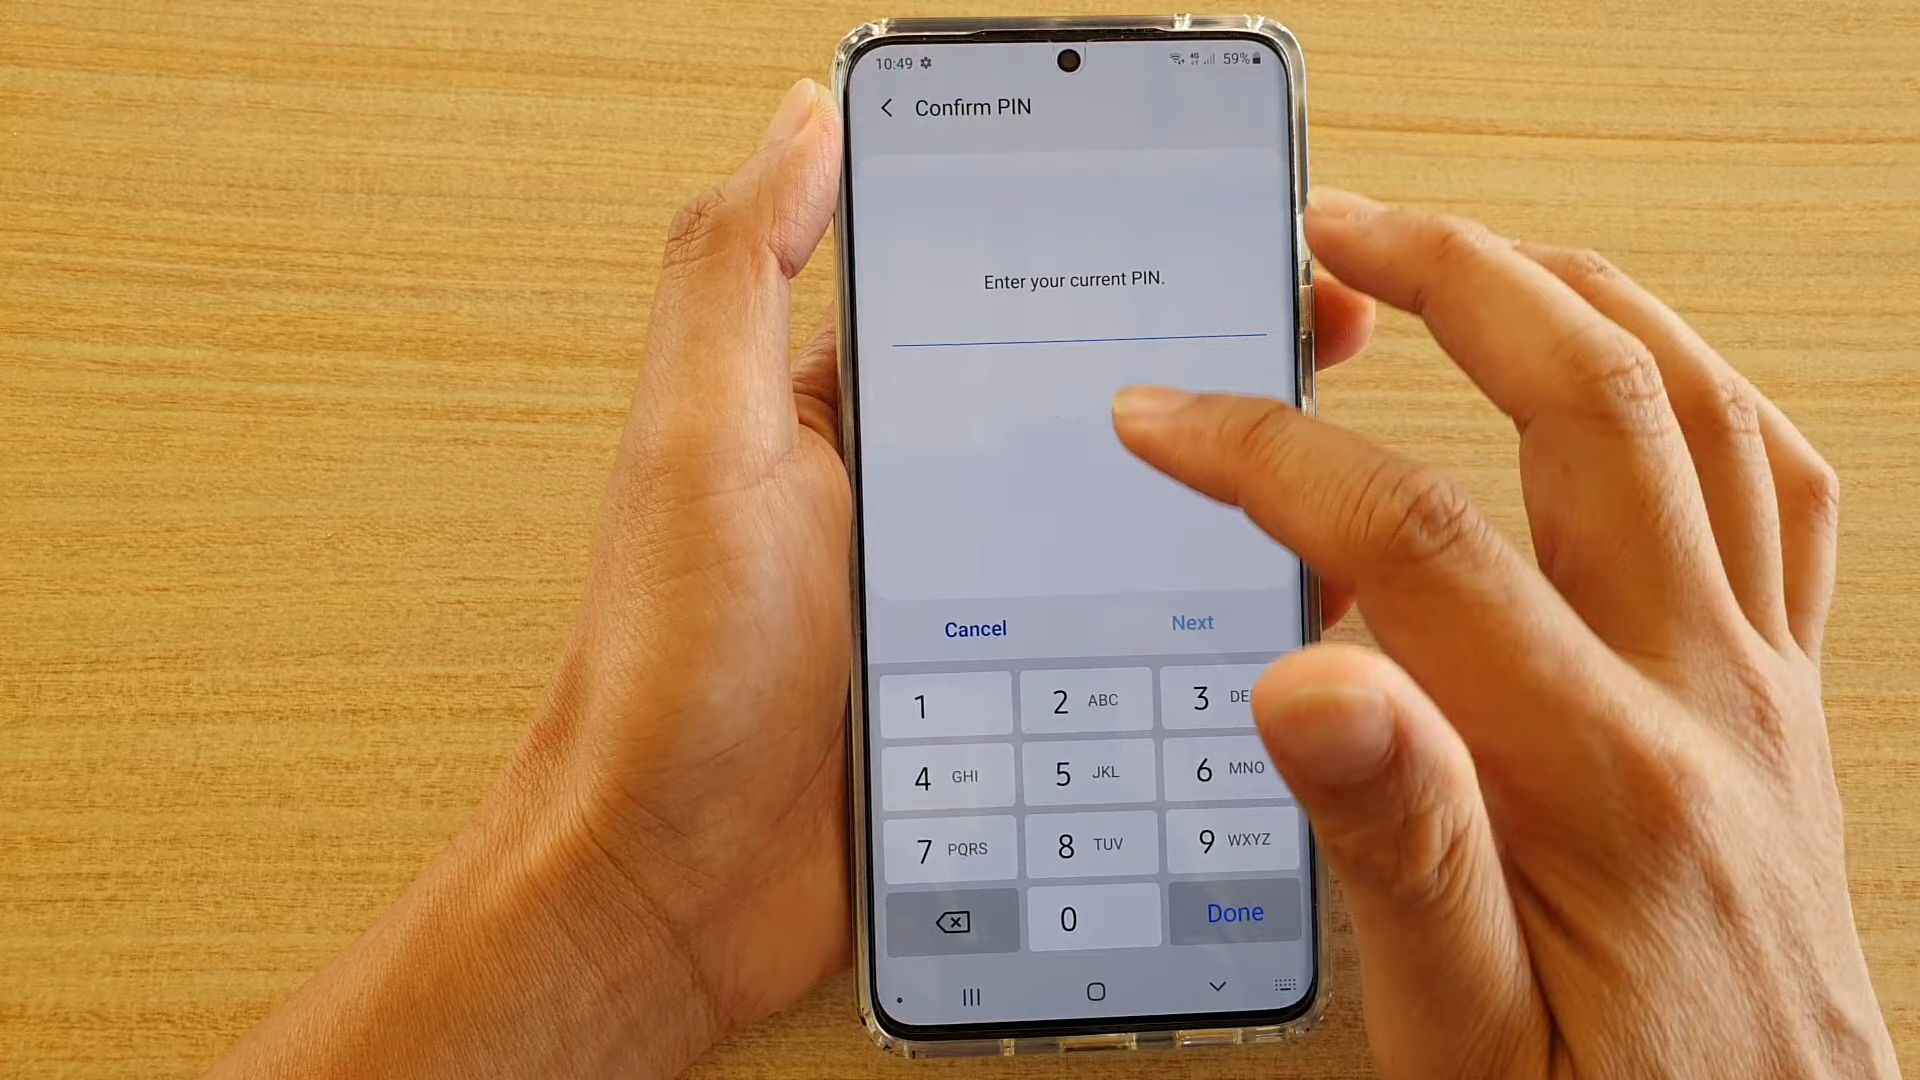 10:49
59%
Confirm PIN
Enter your current PIN.
Cancel Next
1 2 ABC 3
4 GHI 5 JKL 6 MNO
7 PQRS 8 TUV 9 WXYZ
0 Done